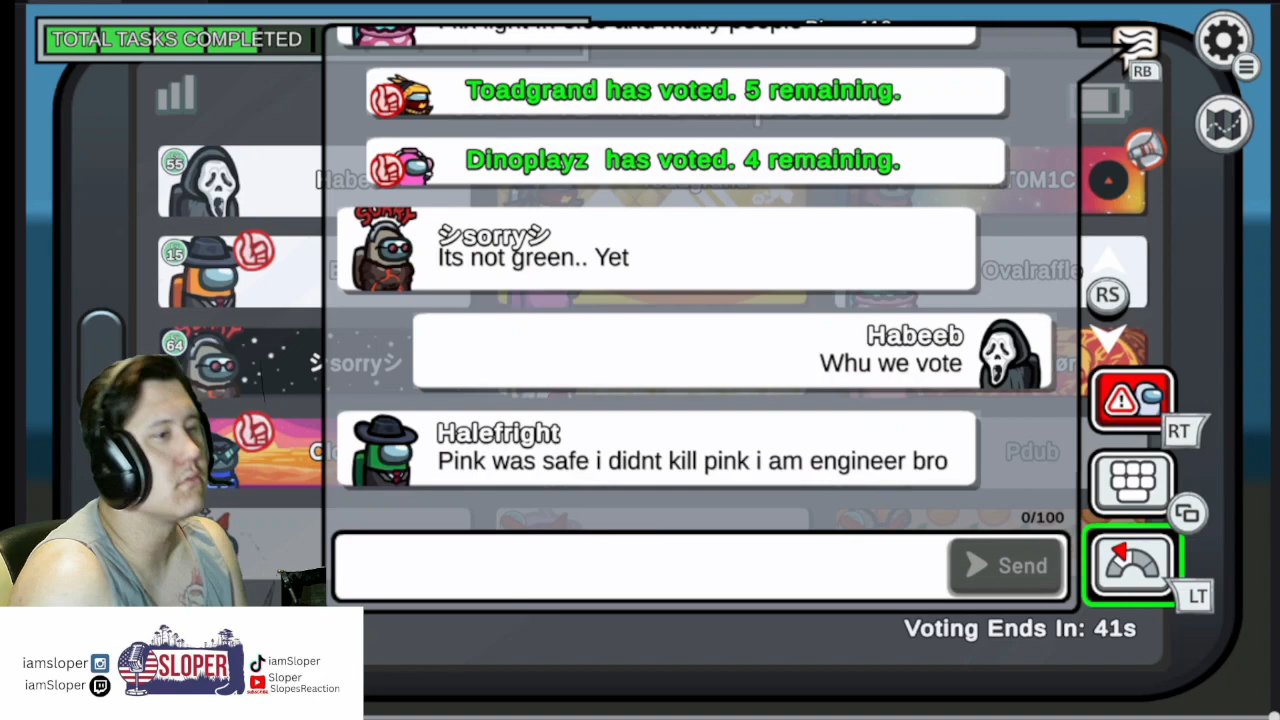 TOTAL TASKS COMPLETED
RB
Toadgrand has voted. 5 remaining.
Dinoplayz has voted. 4 remaining.
55
T0M1C
シsorryシ
Its not green.. Yet
15
Ovalraffle
RS
Habeeb
Whu we vote
64
シsorryシ
Halefright
Pink was safe i didnt kill pink i am engineer bro
Pdub
RT
0/100
Send
LT
Voting Ends In: 41s
iamsloper
iamSloper
SLOPER
iamSloper
Sloper
SlopesReaction
SUBSCRIBE